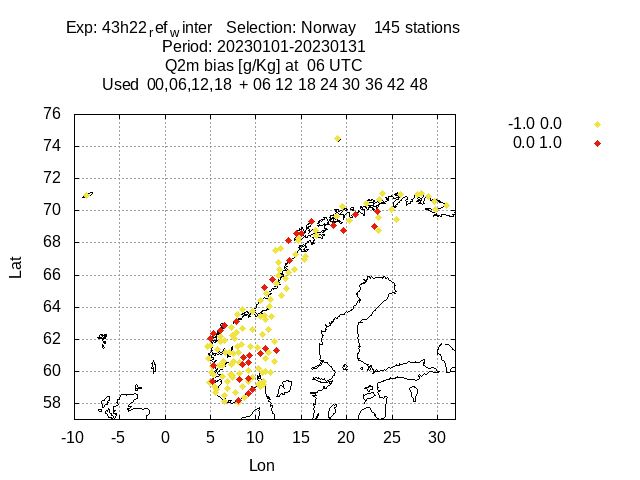 Exp: 43h22ref winter Selection: Norway 145 stations
Period: 20230101-20230131
Q2m bias [g/Kg] at 06 UTC
Used 00,06,12,18 + 06 12 18 24 30 36 42 48
-1.0 0.0
0.0 1.0
76
74
72
70
68
66
64
62
60
58
Lat
-10 -5 0 5 10 15 20 25 30
Lon